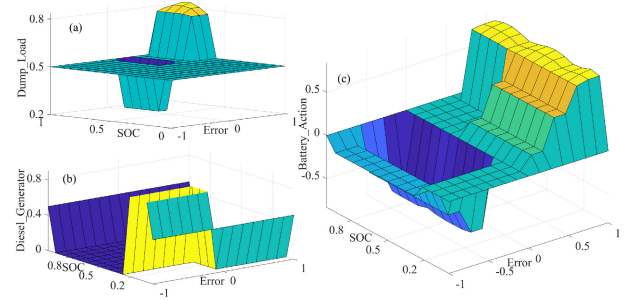 (a)
0.8
0.5
0.2
Dump_Load
1
0.5
0
SOC
-1
Error 0
1
(b)
0.8
0.4
0
Diesel_Generator
0.8
SOC
0.5
0.2
-1
Error 0
1
(c)
0.5
0
-0.5
Battery_Action
0.8
0.5
0.2
SOC
-1
-0.5
0
0.5
1
Error